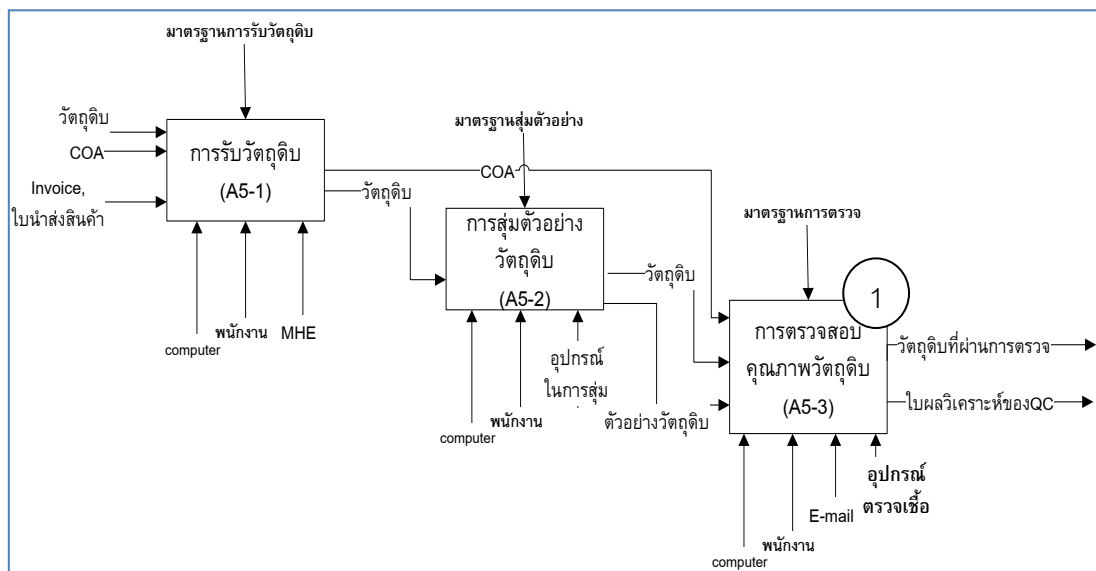 มาตรฐานการรับวัตถุดิบ
วัตถุดิบ
COA
Invoice,
ใบนำส่งสินค้า
การรับวัตถุดิบ
(A5-1)
computer
พนักงาน
MHE
COA
วัตถุดิบ
มาตรฐานสุ่มตัวอย่าง
การสุ่มตัวอย่าง
วัตถุดิบ
(A5-2)
computer
พนักงาน
อุปกรณ์
ในการสุ่ม
วัตถุดิบ
ตัวอย่างวัตถุดิบ
มาตรฐานการตรวจ
1
การตรวจสอบ
คุณภาพวัตถุดิบ
(A5-3)
วัตถุดิบที่ผ่านการตรวจ
ใบผลวิเคราะห์ของQC
computer
พนักงาน
E-mail
อุปกรณ์
ตรวจเชื้อ